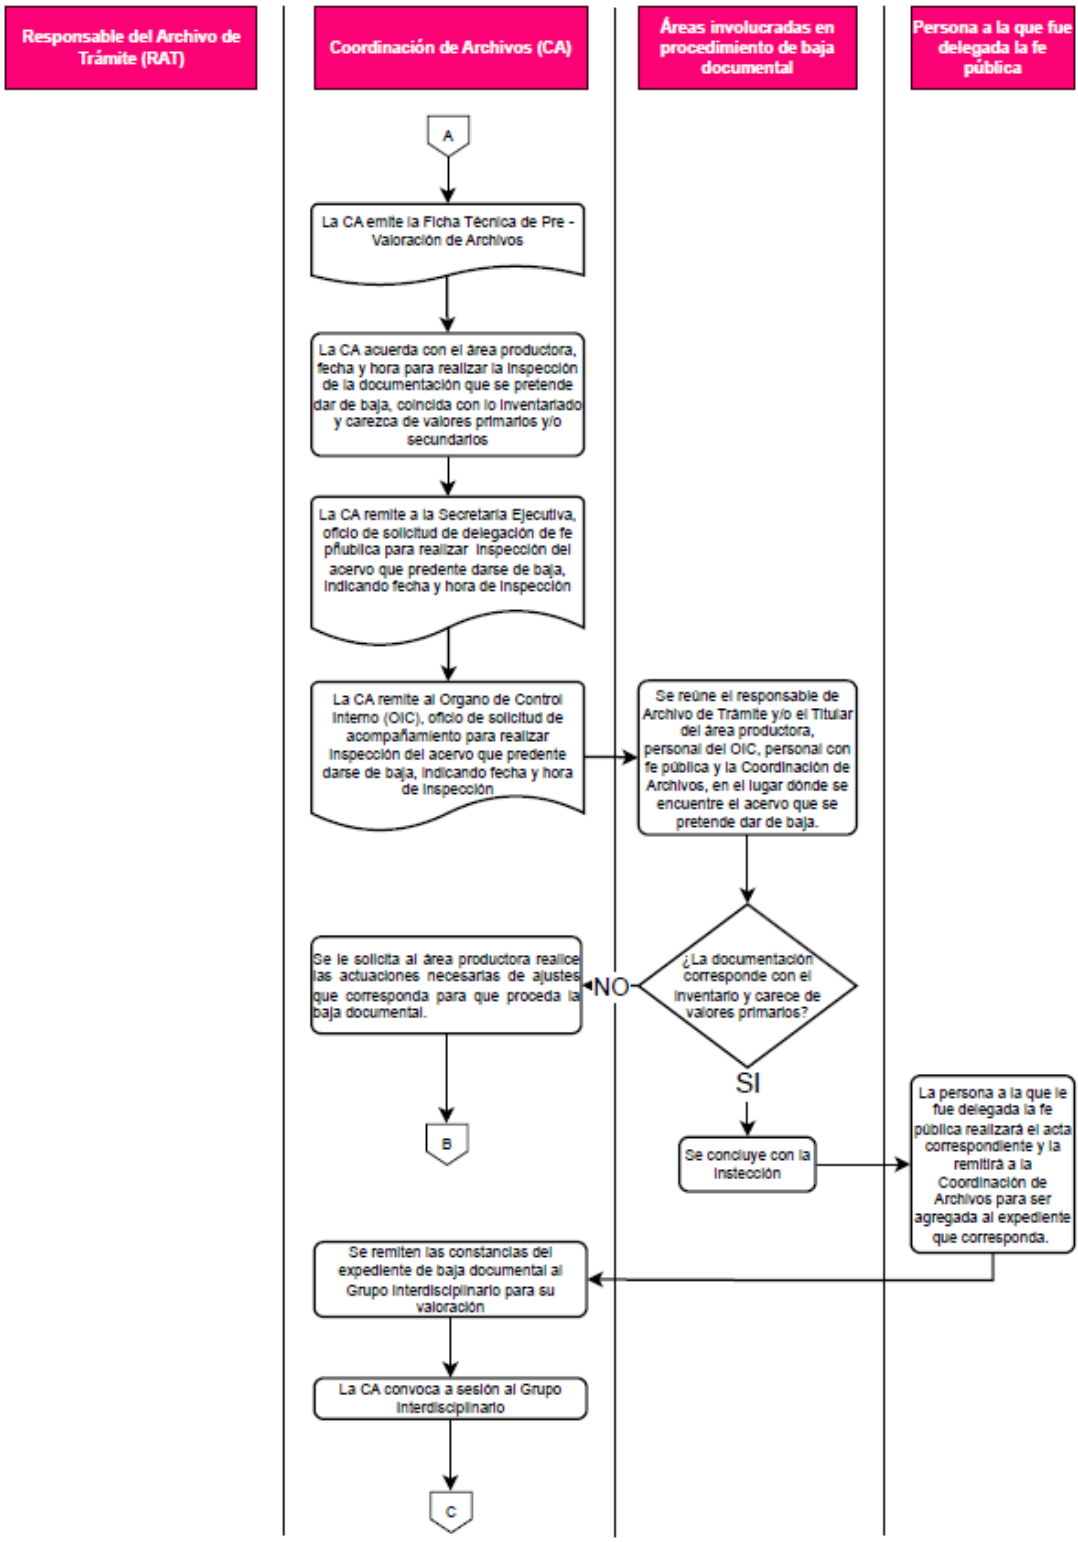 Responsable del Archivo de
Trámite (RAT)
Coordinación de Archivos (CA)
Áreas involucradas en
procedimiento de baja
documental
Persona a la que fue
delegada la fe
pública
A
La CA emite la Ficha Técnica de Pre -
Valoración de Archivos
La CA acuerda con el área productora,
fecha y hora para realizar la inspección
de la documentación que se pretende
dar de baja, coincida con lo inventariado
y carezca de valores primarios y/o
secundarios
La CA remite a la Secretaria Ejecutiva,
oficio de solicitud de delegación de fe
pñublica para realizar inspección del
acervo que predente darse de baja,
indicando fecha y hora de inspección
La CA remite al Organo de Control
Interno (OIC), oficio de solicitud de
acompañamiento para realizar
inspección del acervo que predente
darse de baja, indicando fecha y hora
de inspección
Se reúne el responsable de
Archivo de Trámite y/o el Titular
del área productora,
personal del OIC, personal con
fe pública y la Coordinación de
Archivos, en el lugar dónde se
encuentre el acervo que se
pretende dar de baja.
¿La documentación
corresponde con el
inventario y carece de
valores primarios?
NO
Se le solicita al área productora realice
las actuaciones necesarias de ajustes
que corresponda para que proceda la
baja documental.
B
SI
Se concluye con la
instección
La persona a la que le
fue delegada la fe
pública realizará el acta
correspondiente y la
remitirá a la
Coordinación de
Archivos para ser
agregada al expediente
que corresponda.
Se remiten las constancias del
expediente de baja documental al
Grupo Interdisciplinario para su
valoración
La CA convoca a sesión al Grupo
Interdisciplinario
C